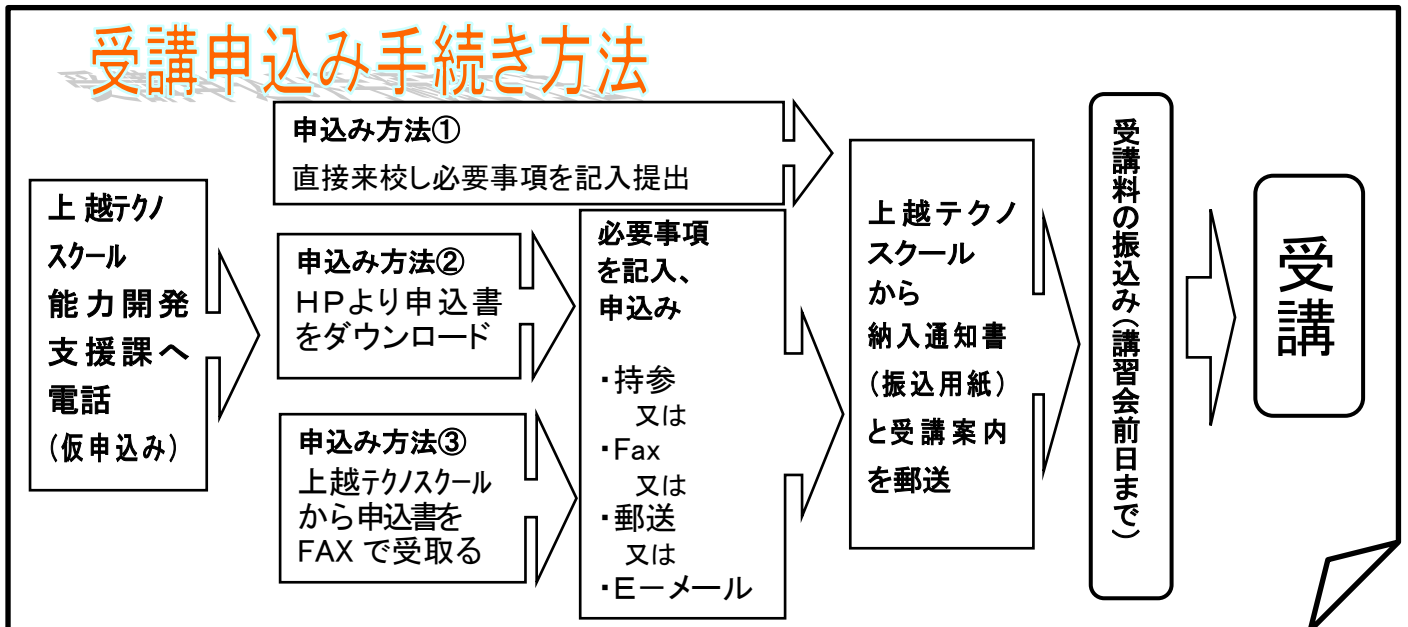 受講申込み手続き方法
上越テクノ
スクール
能力開発
支援課へ
電話
(仮申込み)
申込み方法①
直接来校し必要事項を記入提出
申込み方法②
HPより申込書
をダウンロード
申込み方法③
上越テクノスクール
から申込書を
FAXで受取る
必要事項
を記入、
申込み
・持参
又は
・Fax
又は
・郵送
又は
・E-メール
上越テクノ
スクール
から
納入通知書
(振込用紙)
と受講案内
を郵送
受講料の振込み(講習会前日まで)
受講